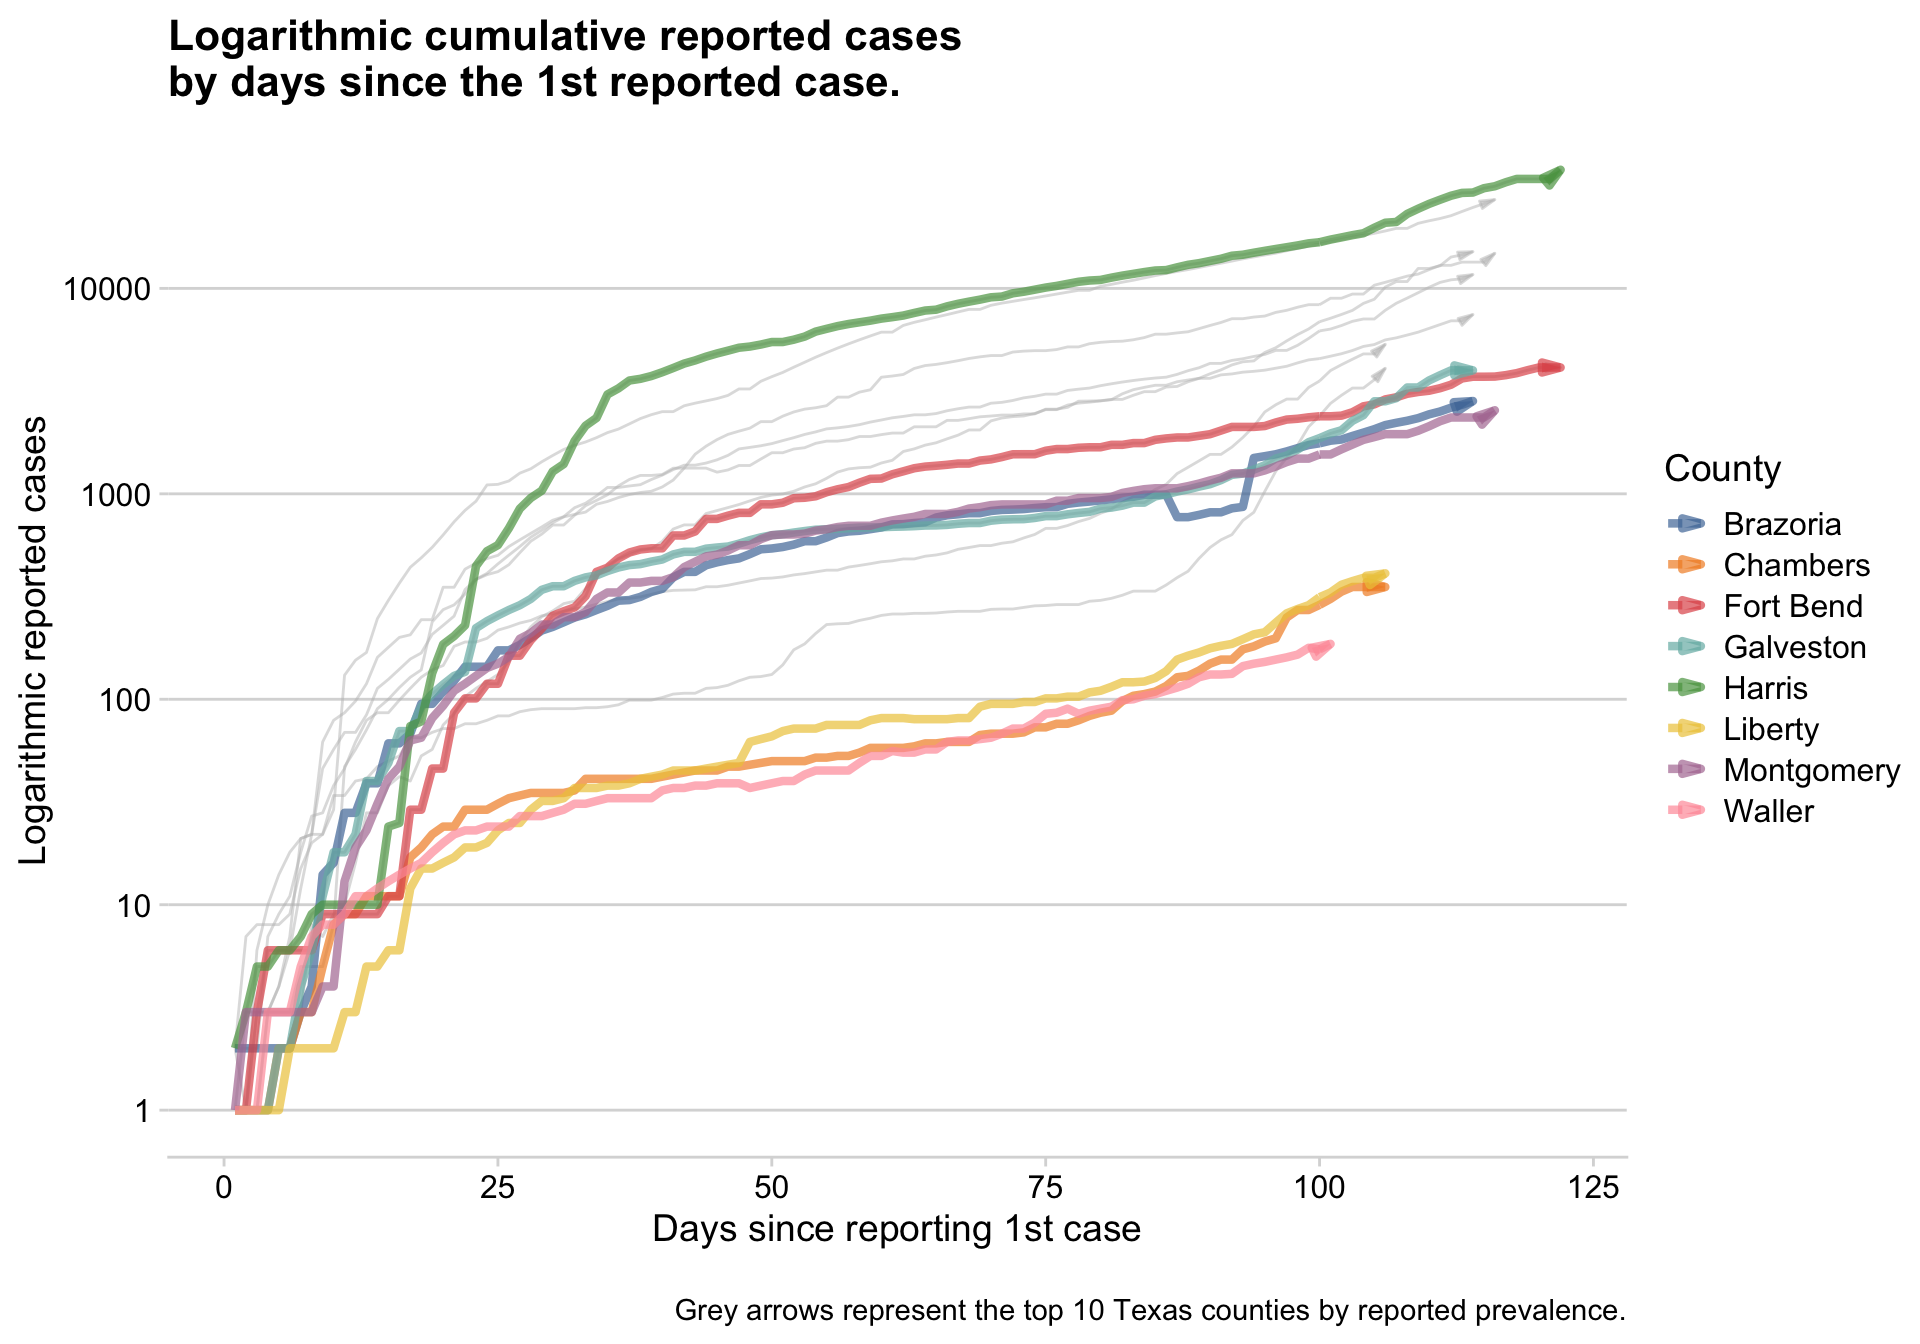 Logarithmic cumulative reported cases
by days since the 1st reported case.
Logarithmic reported cases
10000
1000
100
10
1
0
25
50
75
100
125
Days since reporting 1st case
County
Brazoria
Chambers
Fort Bend
Galveston
Harris
Liberty
Montgomery
Waller
Grey arrows represent the top 10 Texas counties by reported prevalence.